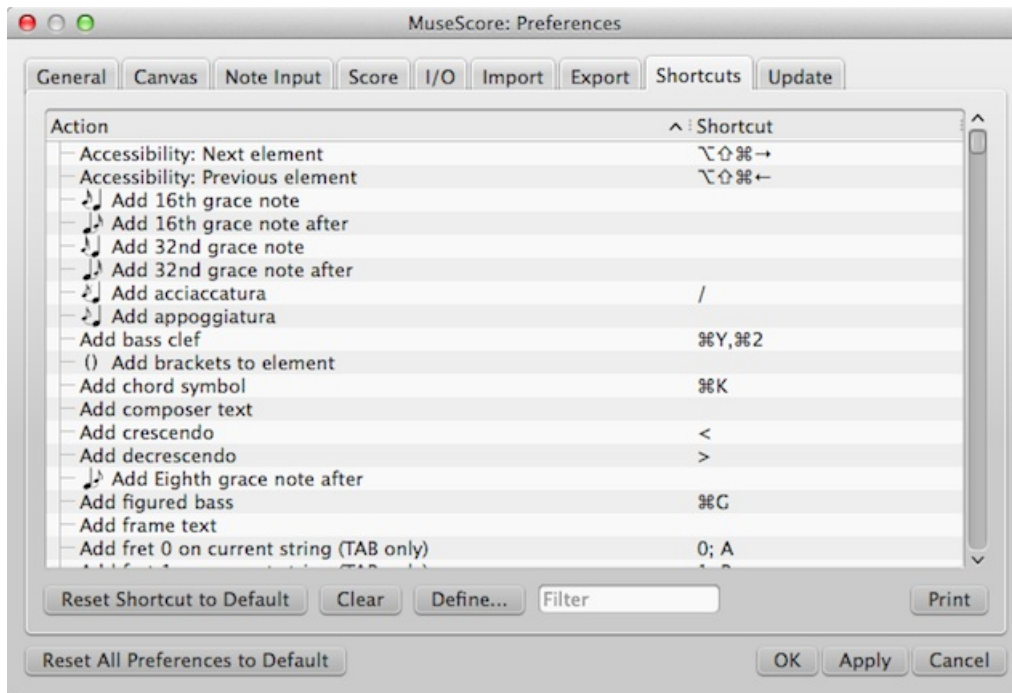 MuseScore: Preferences
General Canvas Note Input Score I/O Import Export Shortcuts Update
Action Shortcut
Accessibility: Next element ⌥⇧⌘→
Accessibility: Previous element ⌥⇧⌘←
Add 16th grace note
Add 16th grace note after
Add 32nd grace note
Add 32nd grace note after
Add acciaccatura /
Add appoggiatura
Add bass clef ⌘Y,⌘2
() Add brackets to element
Add chord symbol ⌘K
Add composer text
Add crescendo <
Add decrescendo >
Add Eighth grace note after
Add figured bass ⌘G
Add frame text
Add fret 0 on current string (TAB only) 0; A
Reset Shortcut to Default Clear Define... Filter Print
Reset All Preferences to Default OK Apply Cancel